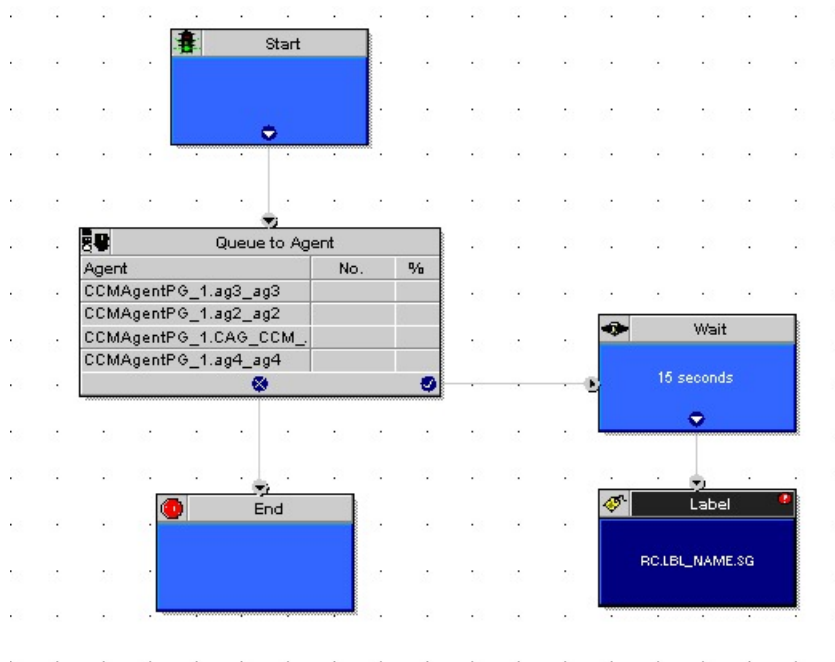 Start
Queue to Agent
Agent No. %
CCMAgentPG_1.ag3_ag3
CCMAgentPG_1.ag2_ag2
CCMAgentPG_1.CAG_CCM_.
CCMAgentPG_1.ag4_ag4
Wait
15 seconds
End
Label
RC.LBL_NAME.SG